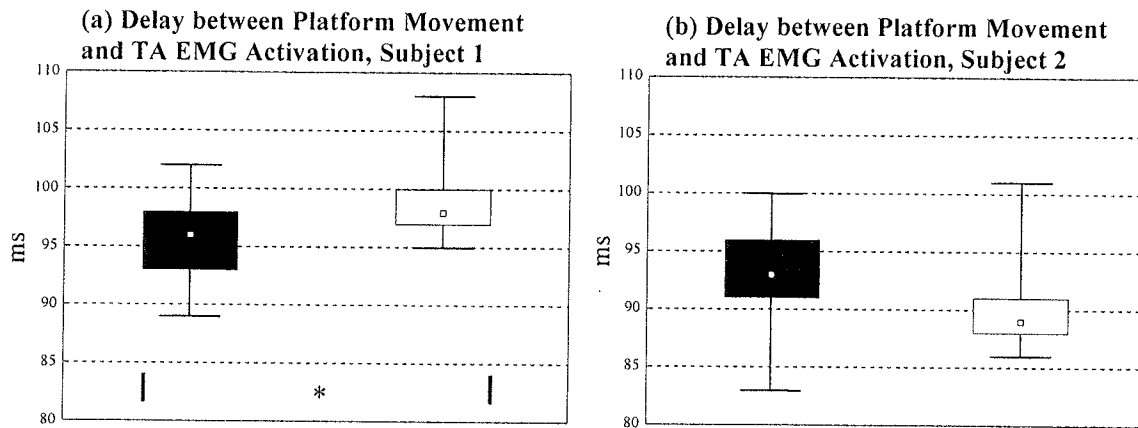 (a) Delay between Platform Movement
and TA EMG Activation, Subject 1
110
105
100
95
90
85
80
ms
*
(b) Delay between Platform Movement
and TA EMG Activation, Subject 2
110
105
100
95
90
85
80
ms